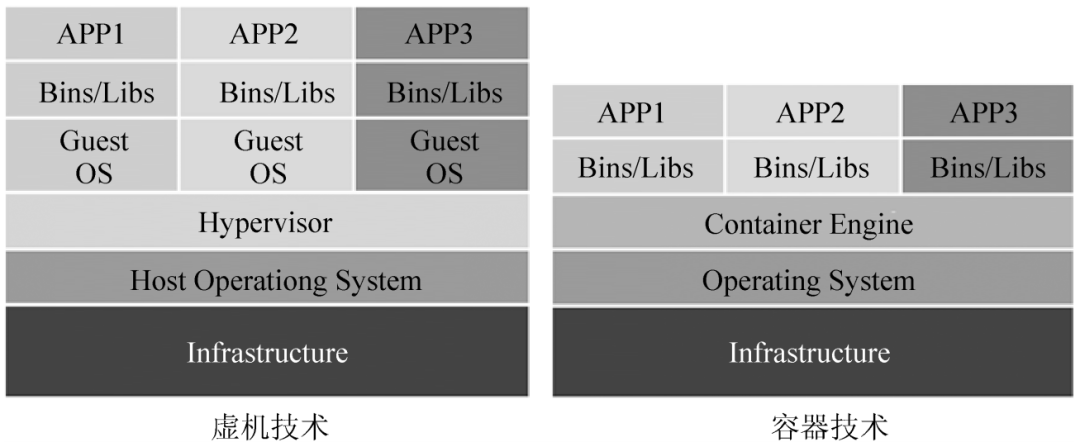 APP1 APP2 APP3
Bins/Libs Bins/Libs Bins/Libs
Guest Guest Guest
OS OS OS
Hypervisor
Host Operationg System
Infrastructure
虚机技术
APP1 APP2 APP3
Bins/Libs Bins/Libs Bins/Libs
Container Engine
Operating System
Infrastructure
容器技术